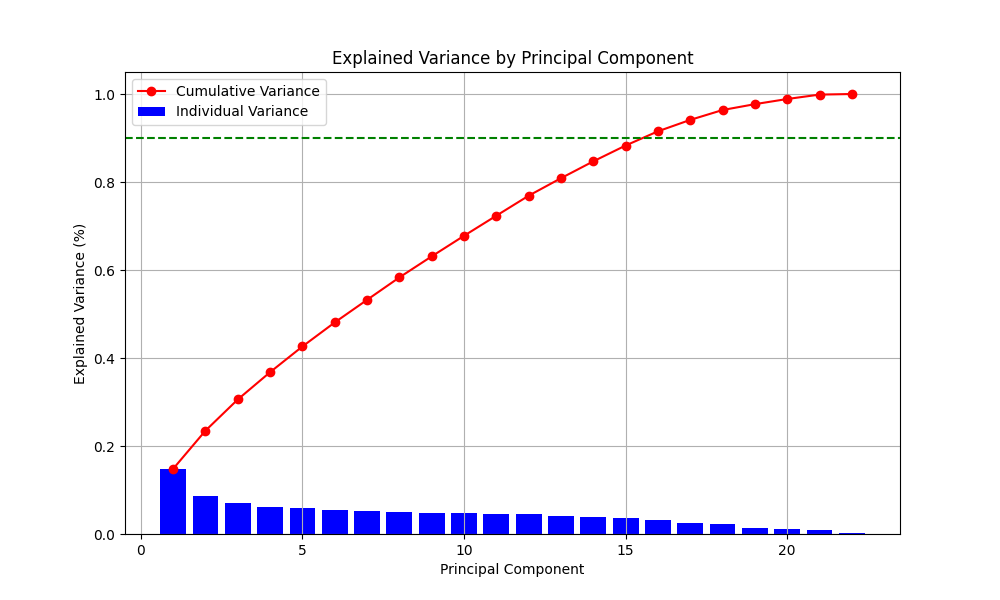 Explained Variance by Principal Component
Cumulative Variance
Individual Variance
Explained Variance (%)
1.0
0.8
0.6
0.4
0.2
0.0
0 5 10 15 20
Principal Component